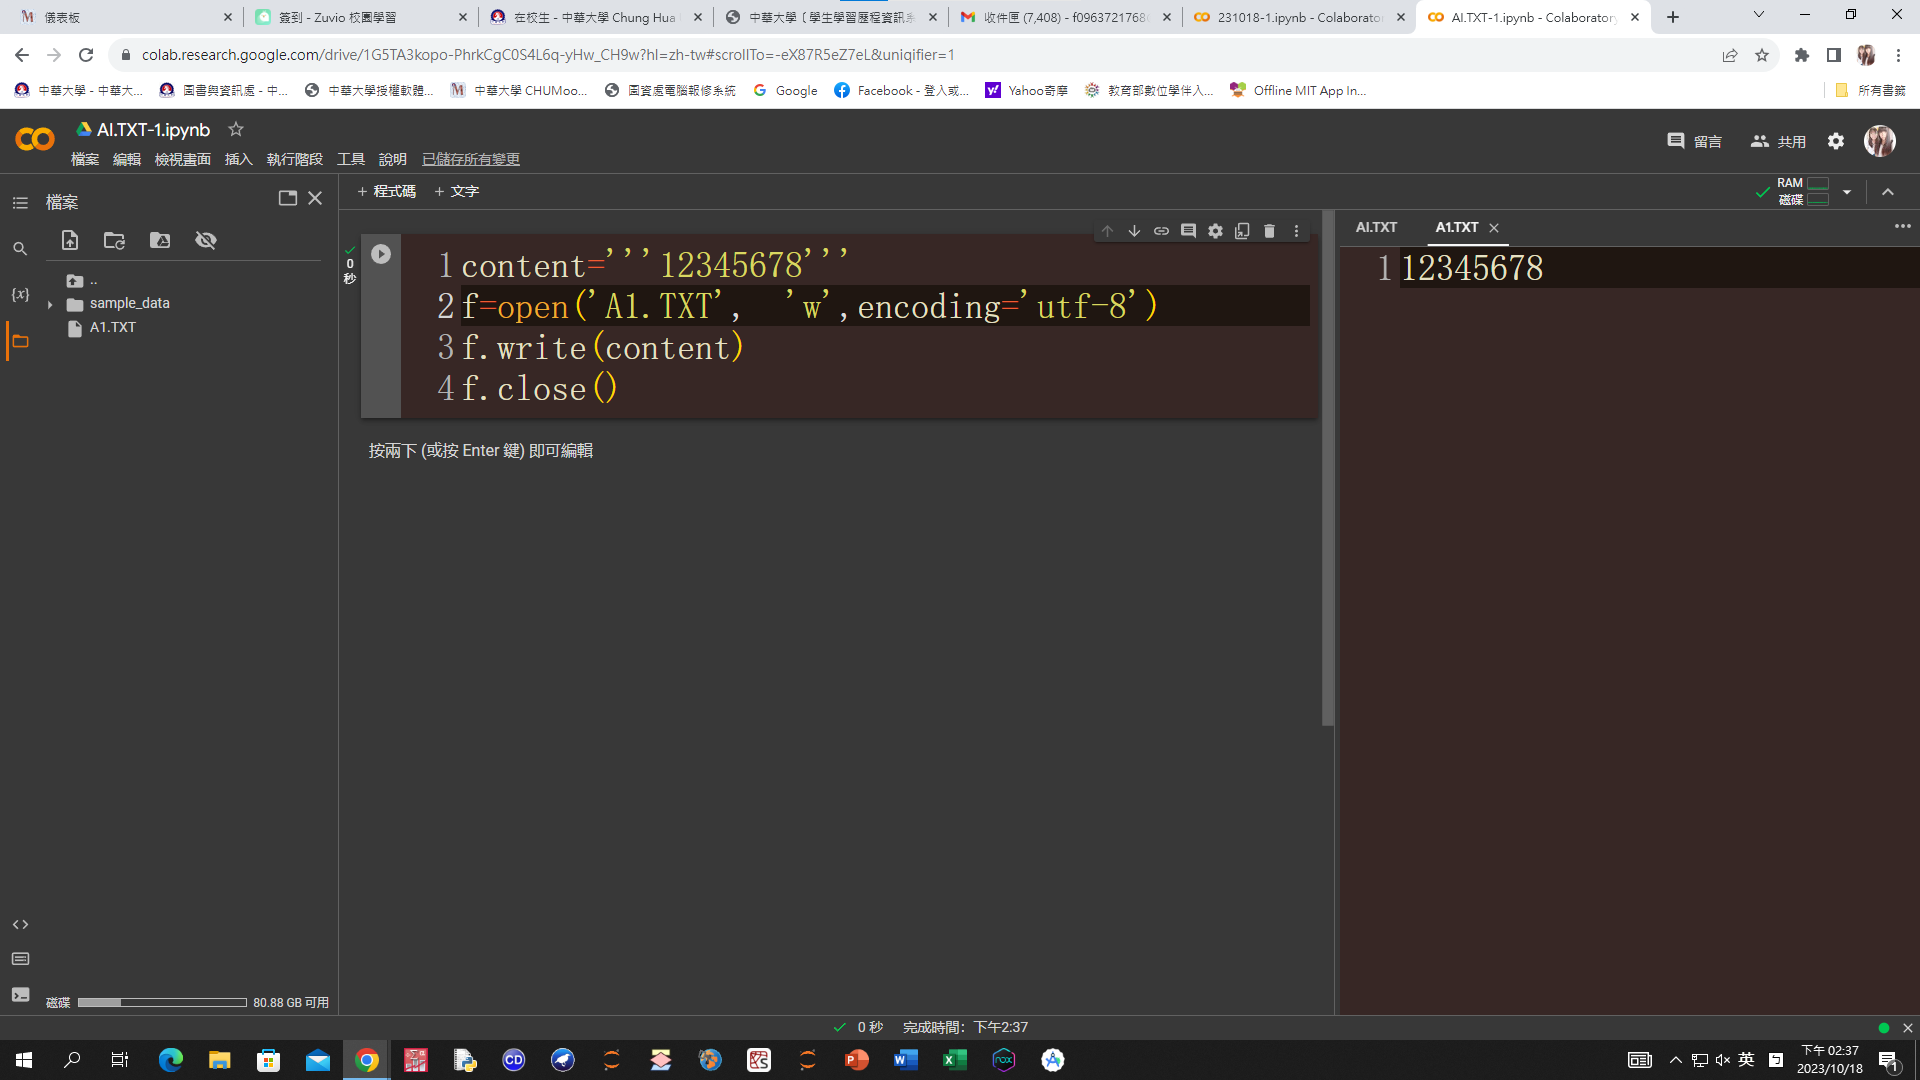 儀表板
簽到 - Zuvio 校園學習
在校生 - 中華大學 Chung Hua
中華大學 〔 學生學習歷程資訊系
收件匣 (7,408) - f0963721768
231018-1.ipynb - Colaborato
AI.TXT-1.ipynb - Colaboratory
colab.research.google.com/drive/1G5TA3kopo-PhrkCgC0S4L6q-yHw_CH9w?hl=zh-tw#scrollTo=-eX87R5eZ7eL&uniqifier=1
中華大學 - 中華大...
圖書與資訊處 - 中...
中華大學授權軟體...
中華大學 CHUMoo...
圖資處電腦報修系統
Google
Facebook - 登入或...
Yahoo奇摩
教育部數位學伴入...
Offline MIT App In...
所有書籤
AI.TXT-1.ipynb
檔案 編輯 檢視畫面 插入 執行階段 工具 說明 已儲存所有變更
留言
共用
檔案
+ 程式碼 + 文字
RAM
磁碟
..
sample_data
A1.TXT
{x}
0
秒
1 content='''12345678'''
2 f=open('A1.TXT', 'w',encoding='utf-8')
3 f.write(content)
4 f.close()
按兩下 (或按 Enter 鍵) 即可編輯
AI.TXT
A1.TXT
1 12345678
磁碟
80.88 GB 可用
0 秒 完成時間: 下午2:37
英
下午 02:37
2023/10/18
1